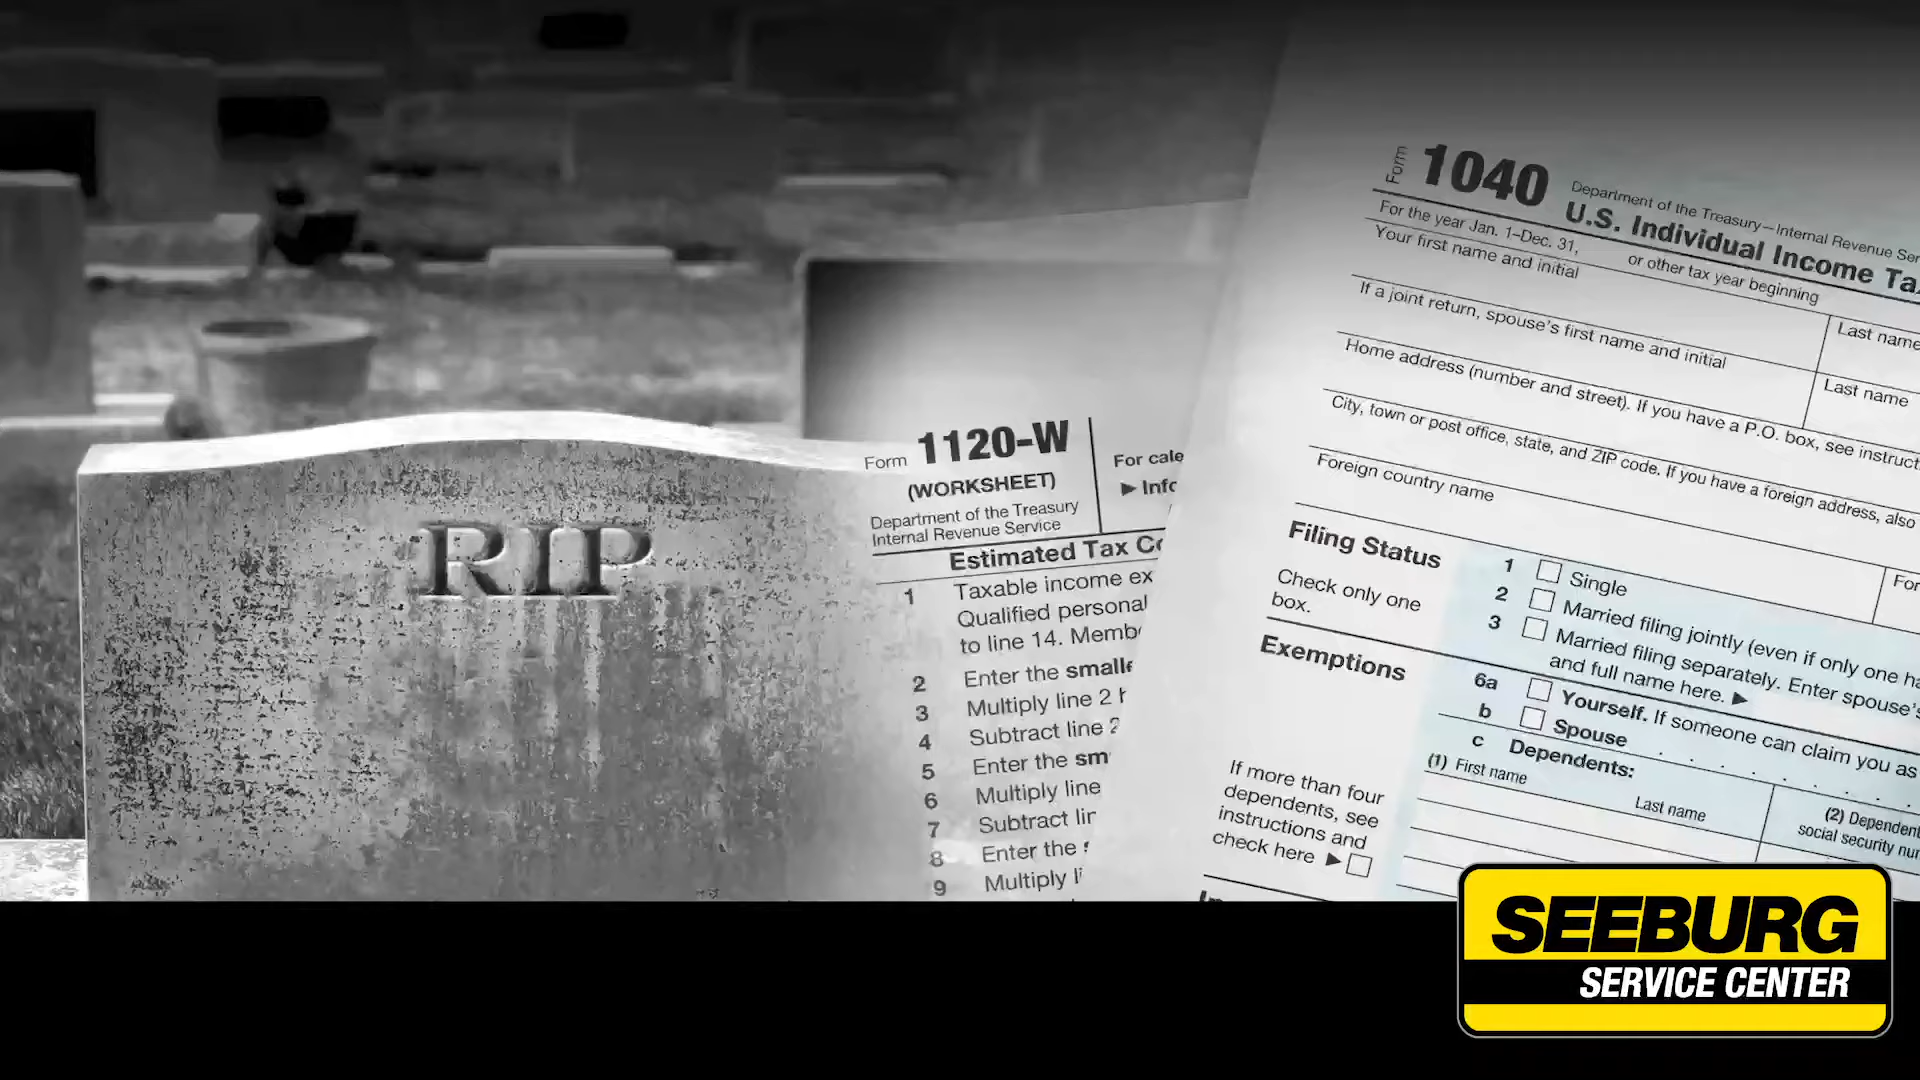 RIP
Form 1120-W
(WORKSHEET)
Department of the Treasury
Internal Revenue Service
For cale
▶ Info
Estimated Tax Co
1 Taxable income ex
Qualified personal
to line 14. Membe
2 Enter the smalle
3 Multiply line 2 
4 Subtract line 2
5 Enter the sm
6 Multiply line
7 Subtract lin
8 Enter the s
9 Multiply li
Form 1040
Department of the Treasury—Internal Revenue Ser
U.S. Individual Income Ta
For the year Jan. 1–Dec. 31,
or other tax year beginning
Your first name and initial
Last name
If a joint return, spouse's first name and initial
Last name
Home address (number and street). If you have a P.O. box, see instruct
City, town or post office, state, and ZIP code. If you have a foreign address, also
Foreign country name
For
Filing Status
Check only one
box.
1 Single
2 Married filing jointly (even if only one ha
3 Married filing separately. Enter spouse's
and full name here. ▶
Exemptions
6a Yourself. If someone can claim you as
b Spouse
c Dependents:
(1) First name Last name
(2) Dependent
social security nu
If more than four
dependents, see
instructions and
check here ▶
SEEBURG
SERVICE CENTER